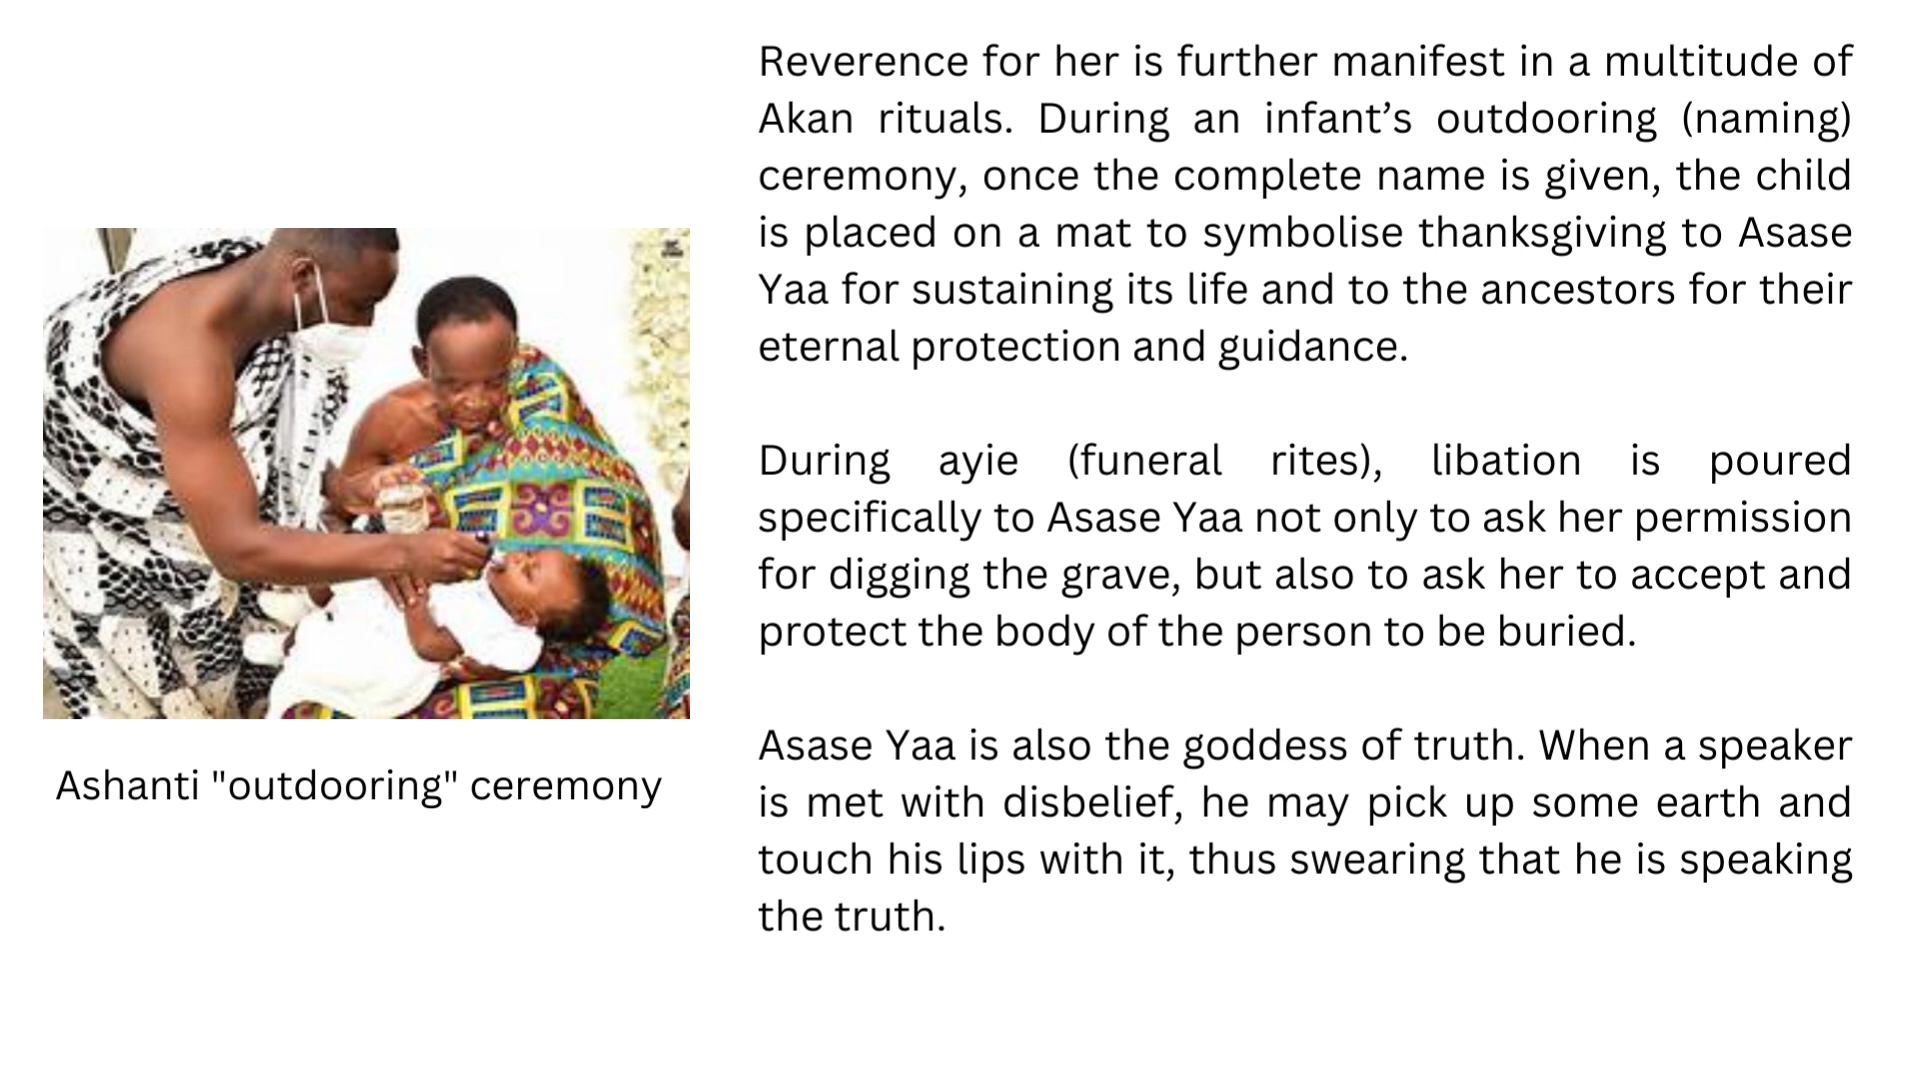 Reverence for her is further manifest in a multitude of
Akan rituals. During an infant’s outdooring (naming)
ceremony, once the complete name is given, the child
is placed on a mat to symbolise thanksgiving to Asase
Yaa for sustaining its life and to the ancestors for their
eternal protection and guidance.
During ayie (funeral rites), libation is poured
specifically to Asase Yaa not only to ask her permission
for digging the grave, but also to ask her to accept and
protect the body of the person to be buried.
Asase Yaa is also the goddess of truth. When a speaker
is met with disbelief, he may pick up some earth and
touch his lips with it, thus swearing that he is speaking
the truth.
Ashanti "outdooring" ceremony